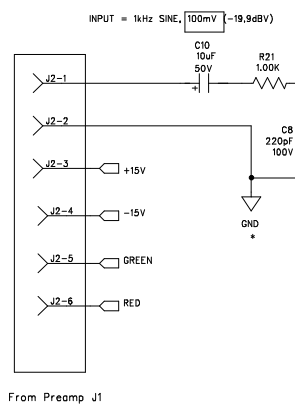 INPUT = 1kHz SINE, 100mV (-19,9dBV)
C10
10uF
50V
+
R21
1.00K
J2-1
J2-2
C8
220pF
100V
J2-3
+15V
J2-4
-15V
GND
*
J2-5
GREEN
J2-6
RED
From Preamp J1